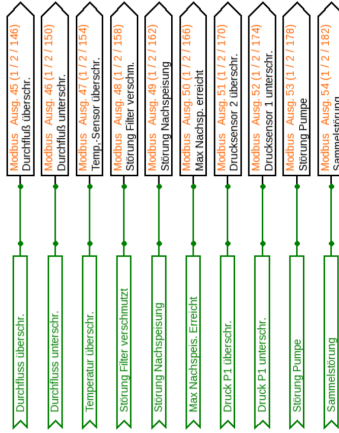 Modbus Ausg. 45 (1 / 2 / 146)
Durchfluß überschr.
Modbus Ausg. 46 (1 / 2 / 150)
Durchfluß unterschr.
Modbus Ausg. 47 (1 / 2 / 154)
Temp.-Sensor überschr.
Modbus Ausg. 48 (1 / 2 / 158)
Störung Filter verschm.
Modbus Ausg. 49 (1 / 2 / 162)
Störung Nachspeisung
Modbus Ausg. 50 (1 / 2 / 166)
Max Nachsp. erreicht
Modbus Ausg. 51 (1 / 2 / 170)
Drucksensor 2 überschr.
Modbus Ausg. 52 (1 / 2 / 174)
Drucksensor 1 unterschr.
Modbus Ausg. 53 (1 / 2 / 178)
Störung Pumpe
Modbus Ausg. 54 (1 / 2 / 182)
Sammelstörung
Durchfluss überschr.
Durchfluss unterschr.
Temperatur überschr.
Störung Filter verschmutzt
Störung Nachspeisung
Max Nachspeis. Erreicht
Druck P1 überschr.
Druck P1 unterschr.
Störung Pumpe
Sammelstörung